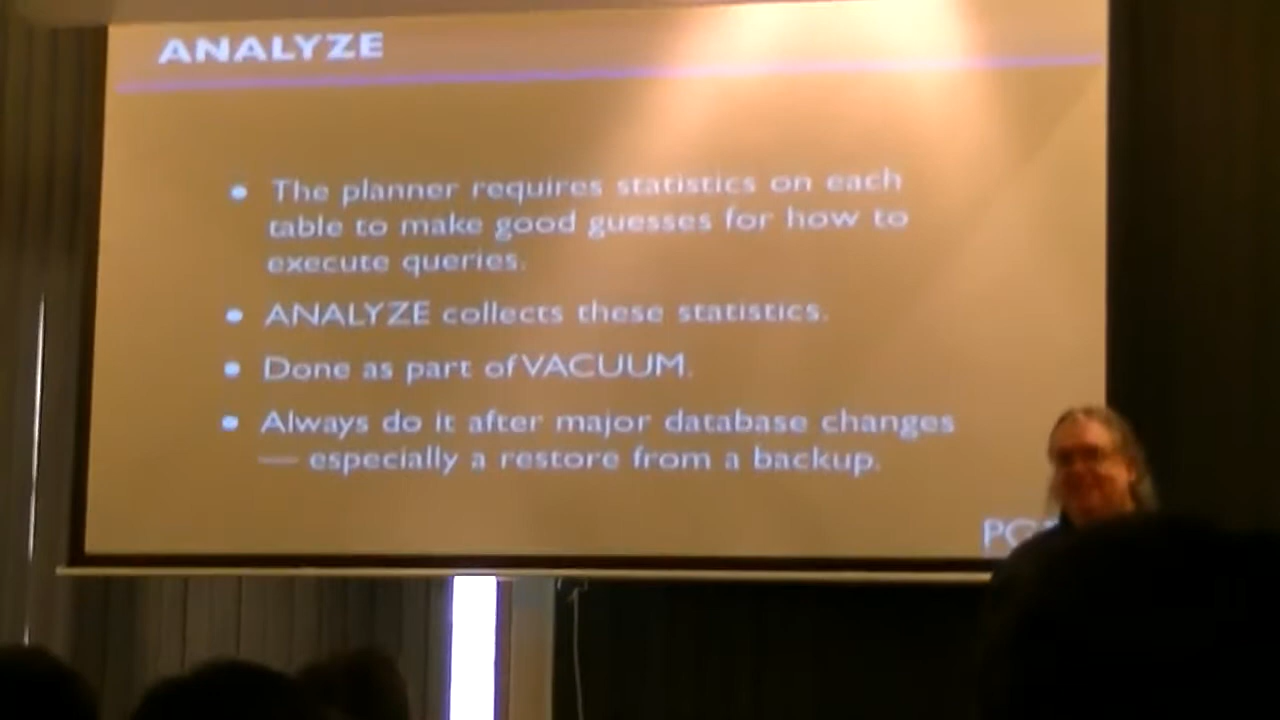 ANALYZE
• The planner requires statistics on each
table to make good guesses for how to
execute queries.
• ANALYZE collects these statistics.
• Done as part of VACUUM.
• Always do it after major database changes
— especially a restore from a backup.